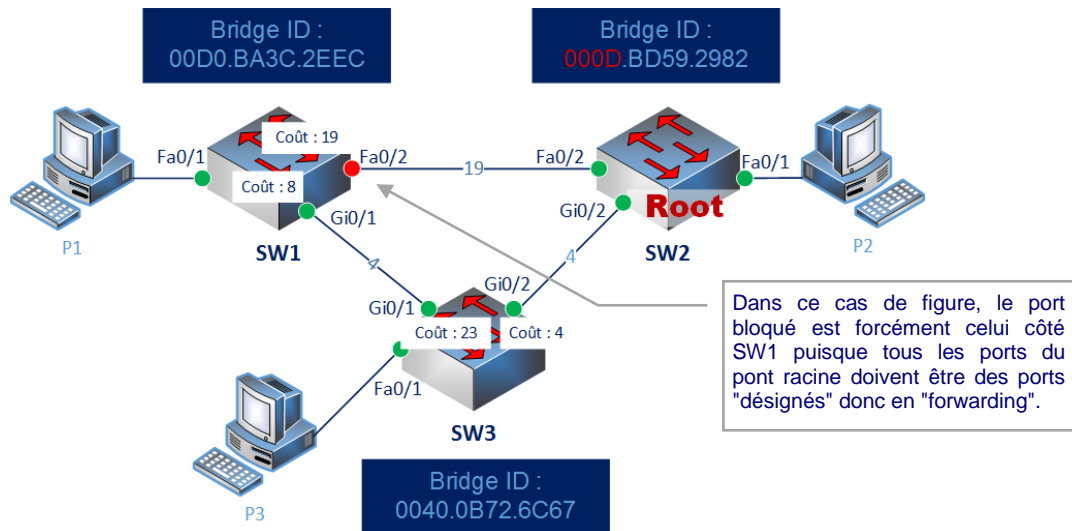 Bridge ID :
00D0.BA3C.2EEC
Bridge ID :
000D.BD59.2982
Coût : 19
Fa0/1
Fa0/2
19
Fa0/2
Fa0/1
Coût : 8
Gi0/1
Gi0/2
Root
P1
SW1
SW2
P2
4
4
Gi0/1
Gi0/2
Coût : 23
Coût : 4
Fa0/1
SW3
P3
Dans ce cas de figure, le port
bloqué est forcément celui côté
SW1 puisque tous les ports du
pont racine doivent être des ports
"désignés" donc en "forwarding".
Bridge ID :
0040.0B72.6C67